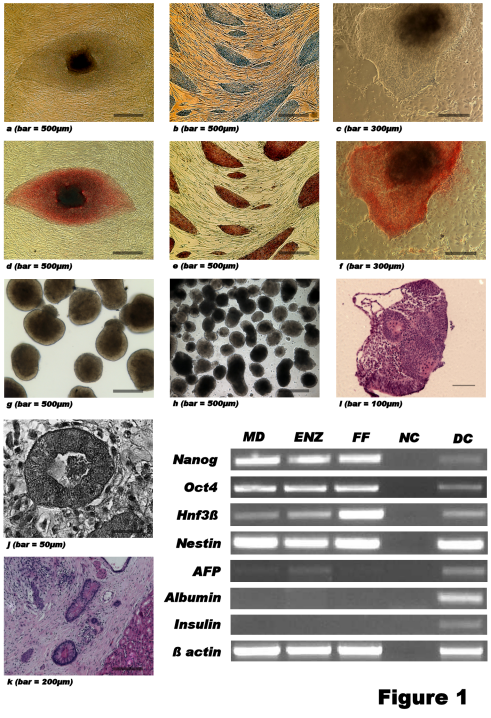 a (bar = 500µm)
b (bar = 500µm)
c (bar = 300µm)
d (bar = 500µm)
e (bar = 500µm)
f (bar = 300µm)
g (bar = 500µm)
h (bar = 500µm)
i (bar = 100µm)
j (bar = 50µm)
k (bar = 200µm)
MD ENZ FF NC DC
Nanog
Oct4
Hnf3ß
Nestin
AFP
Albumin
Insulin
ß actin
Figure 1